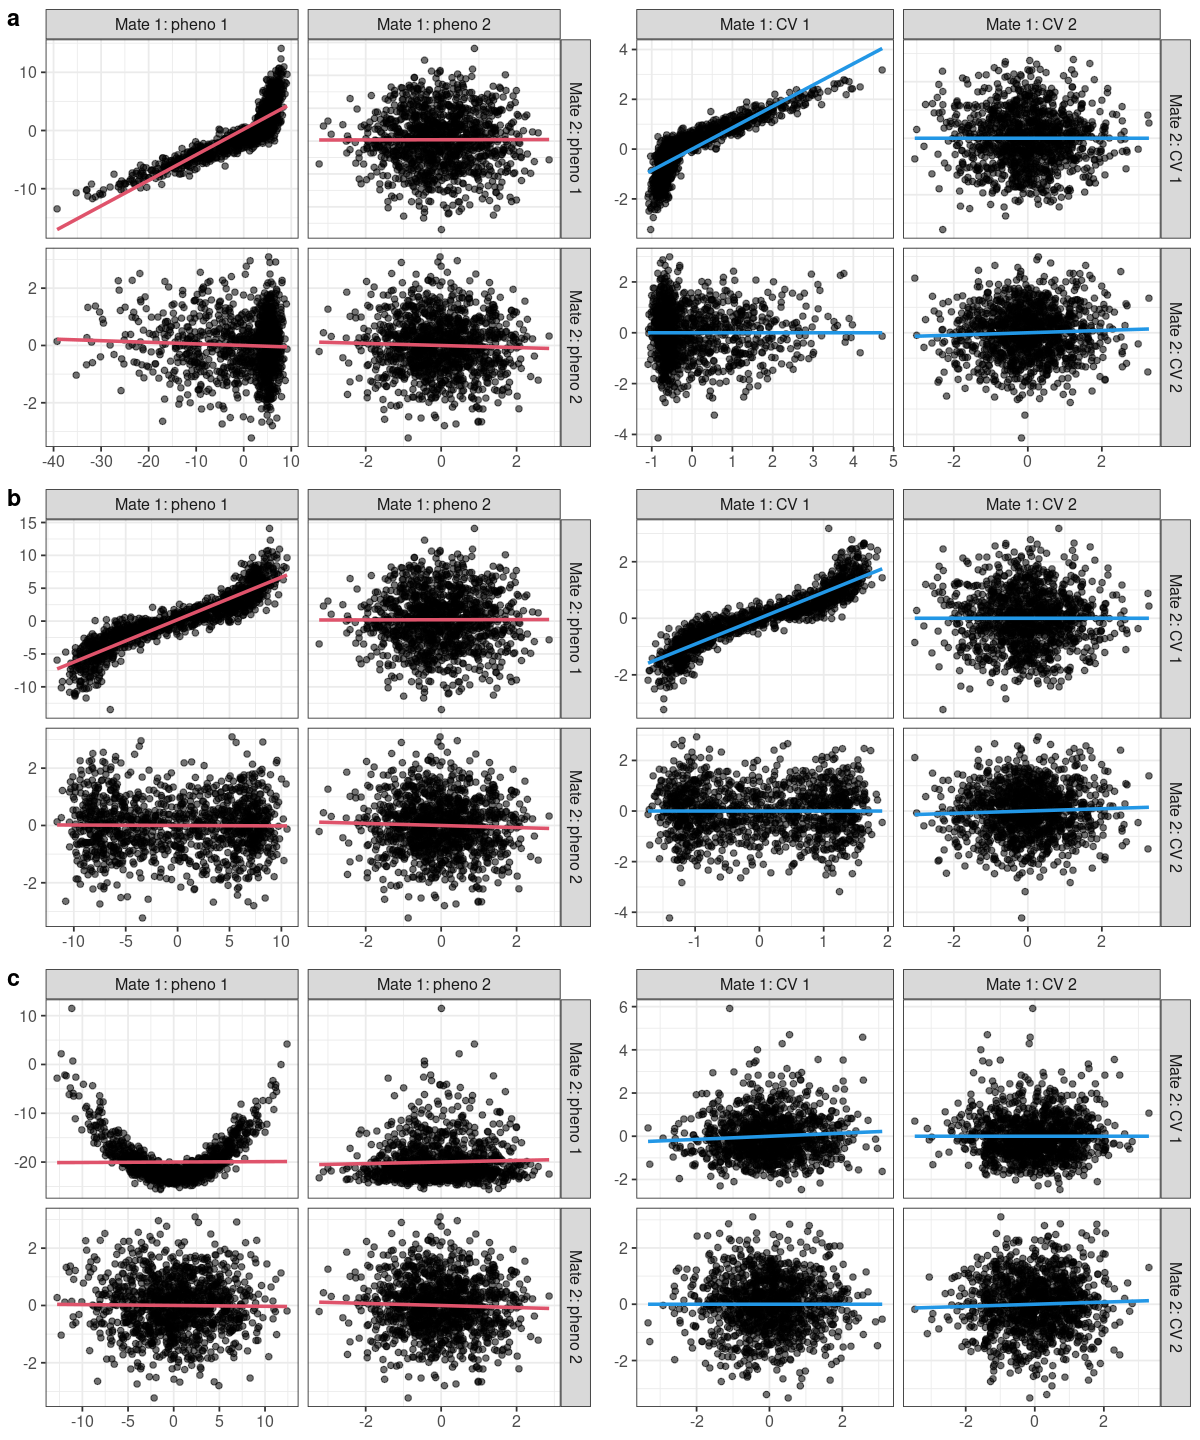 a
Mate 1: pheno 1
Mate 1: pheno 2
Mate 1: CV 1
Mate 1: CV 2
10
0
-10
Mate 2: pheno 1
4
2
0
-2
Mate 2: CV 1
2
0
-2
Mate 2: pheno 2
2
0
-2
-4
Mate 2: CV 2
-40 -30 -20 -10 0 10
-2 0 2
-1 0 1 2 3 4 5
-2 0 2
b
Mate 1: pheno 1
Mate 1: pheno 2
Mate 1: CV 1
Mate 1: CV 2
15
10
5
0
-5
-10
Mate 2: pheno 1
2
0
-2
Mate 2: CV 1
2
0
-2
Mate 2: pheno 2
2
0
-2
-4
Mate 2: CV 2
-10 -5 0 5 10
-2 0 2
-1 0 1 2
-2 0 2
c
Mate 1: pheno 1
Mate 1: pheno 2
Mate 1: CV 1
Mate 1: CV 2
10
0
-10
-20
Mate 2: pheno 1
6
4
2
0
-2
Mate 2: CV 1
2
0
-2
Mate 2: pheno 2
2
0
-2
Mate 2: CV 2
-10 -5 0 5 10
-2 0 2
-2 0 2
-2 0 2